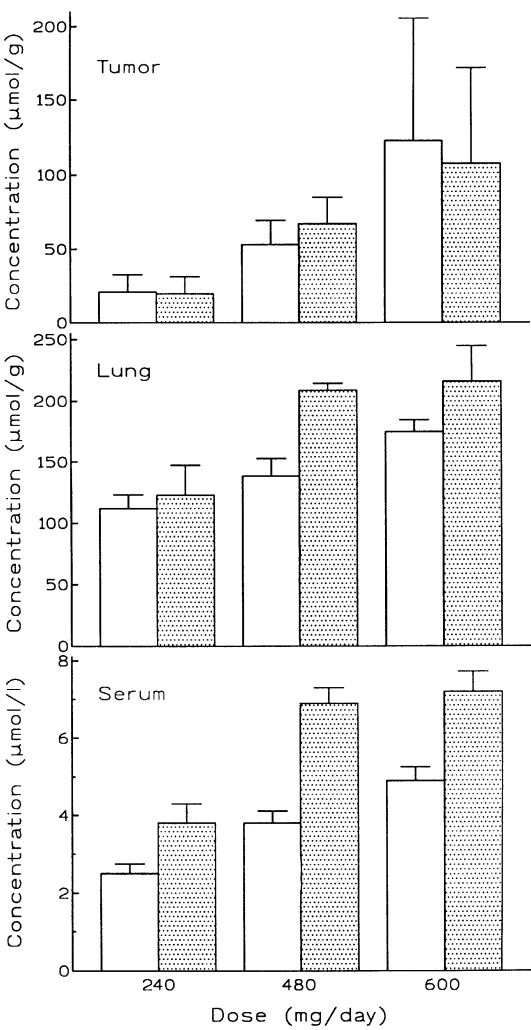 Tumor
Concentration (μmol/g)
200
150
100
50
0
Lung
Concentration (μmol/g)
250
200
150
100
50
0
Serum
Concentration (μmol/l)
8
6
4
2
0
240 480 600
Dose (mg/day)